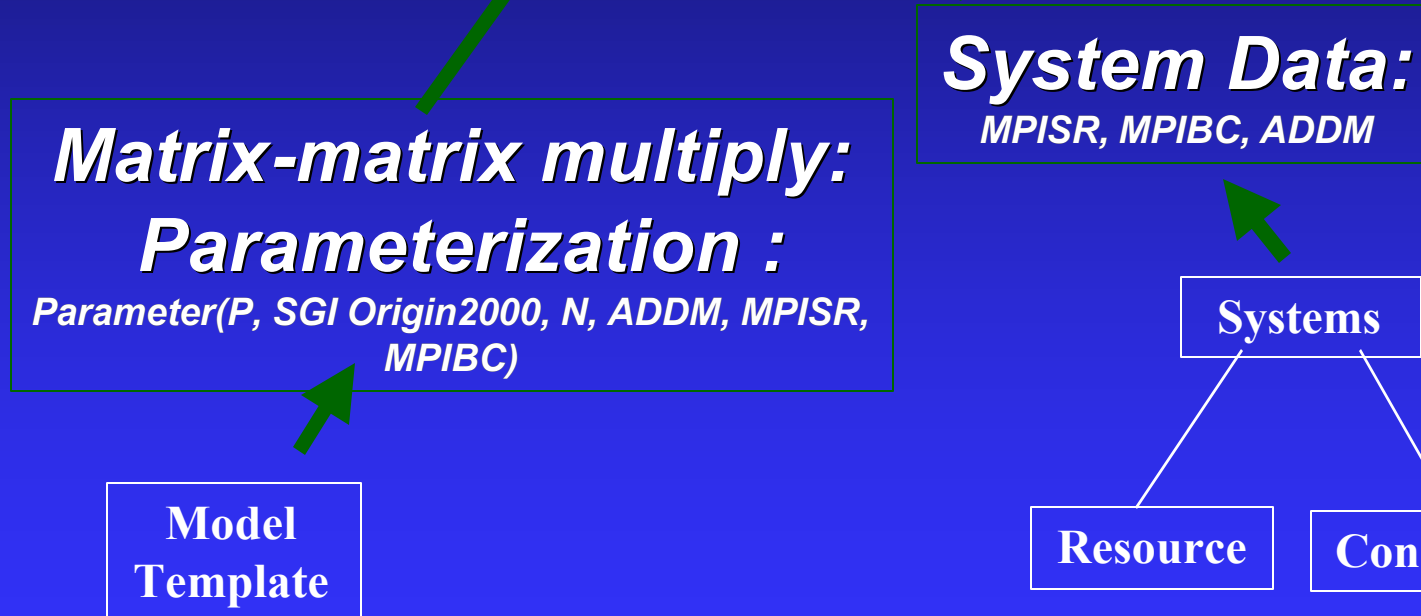 Matrix-matrix multiply:
Parameterization :
Parameter(P, SGI Origin2000, N, ADDM, MPISR,
MPIBC)
Model
Template
System Data:
MPISR, MPIBC, ADDM
Systems
Resource
Con